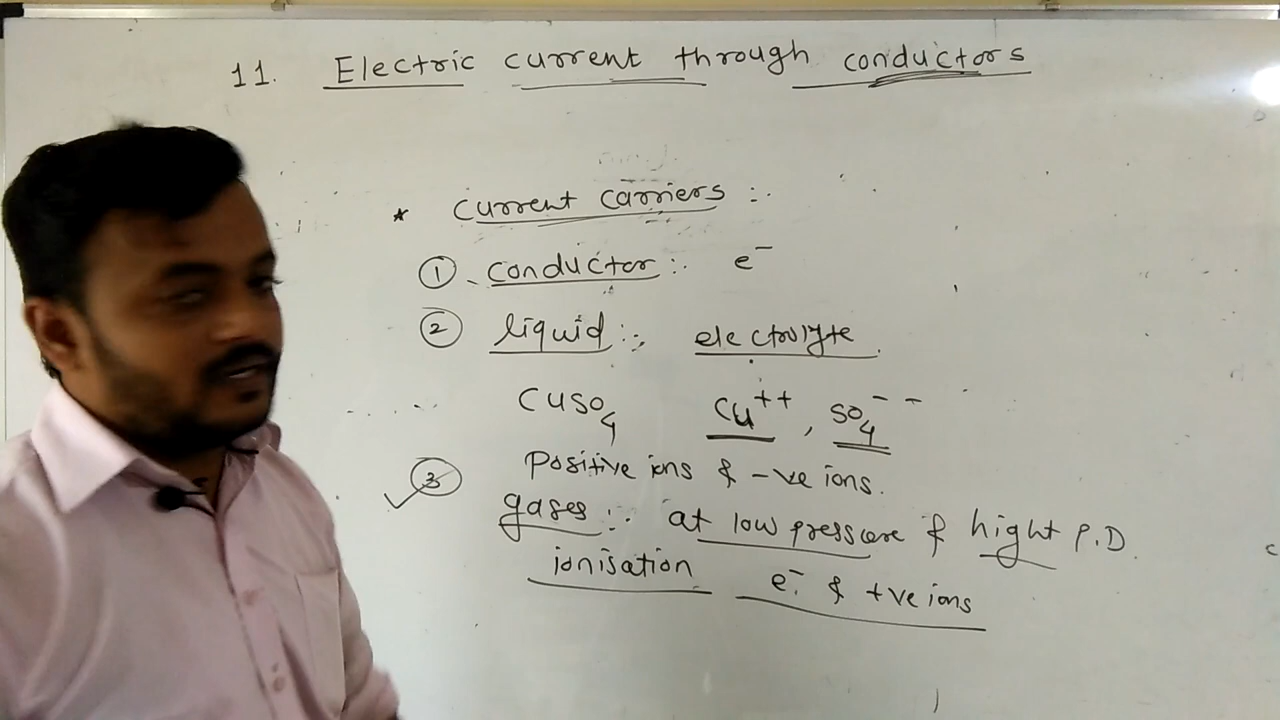 11. Electric current through conductors
* Current carriers :.
① conductor :. e⁻
② liquid :. electrolyte.
CuSO₄ Cu⁺⁺, SO₄⁻⁻
③ Positive ions & -ve ions.
gases :. at low pressure & hight P.D.
ionisation e⁻ & +ve ions